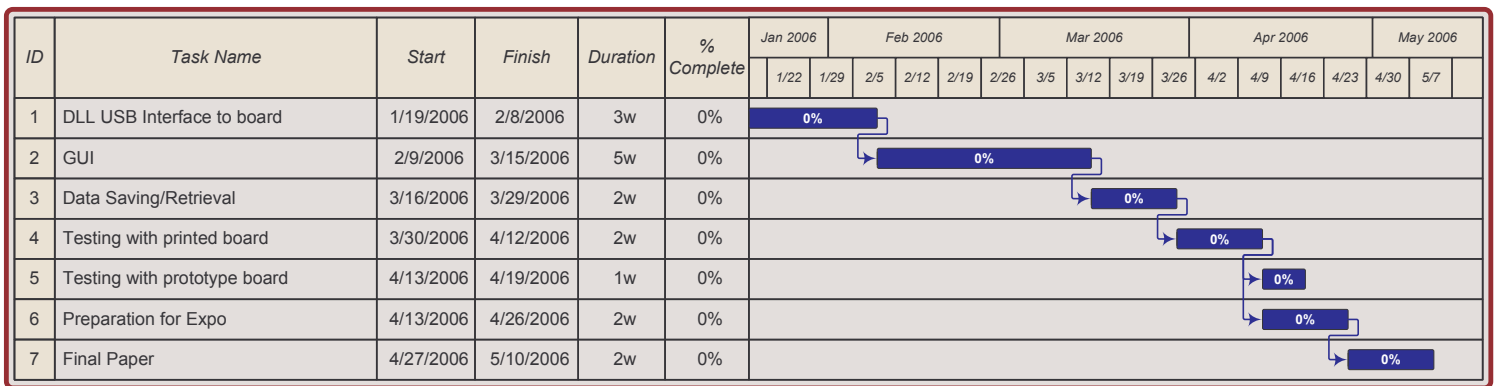 ID Task Name Start Finish Duration % Complete Jan 2006 Feb 2006 Mar 2006 Apr 2006 May 2006
1/22 1/29 2/5 2/12 2/19 2/26 3/5 3/12 3/19 3/26 4/2 4/9 4/16 4/23 4/30 5/7
1 DLL USB Interface to board 1/19/2006 2/8/2006 3w 0% 0%
2 GUI 2/9/2006 3/15/2006 5w 0% 0%
3 Data Saving/Retrieval 3/16/2006 3/29/2006 2w 0% 0%
4 Testing with printed board 3/30/2006 4/12/2006 2w 0% 0%
5 Testing with prototype board 4/13/2006 4/19/2006 1w 0% 0%
6 Preparation for Expo 4/13/2006 4/26/2006 2w 0% 0%
7 Final Paper 4/27/2006 5/10/2006 2w 0% 0%